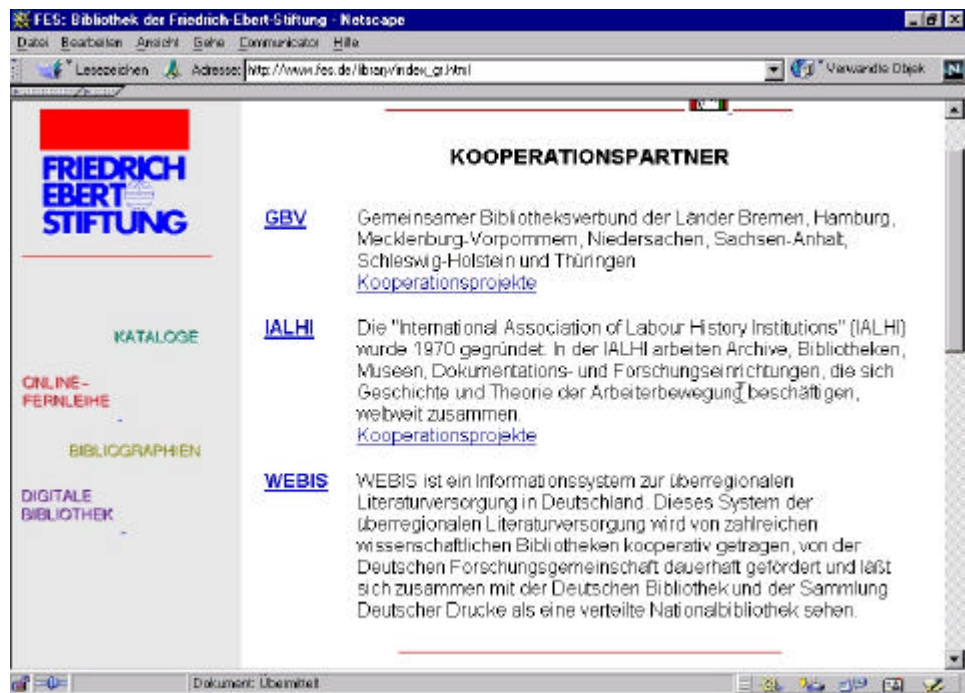 FES: Bibliothek der Friedrich-Ebert-Stiftung - Netscape
Datei Bearbeiten Ansicht Gehe Communicator Hilfe
Lesezeichen Adresse: http://www.fes.de/library/index_gr.html Verwandte Objek
FRIEDRICH
EBERT
STIFTUNG
KATALOGE
ONLINE-
FERNLEIHE
BIBLIOGRAPHIEN
DIGITALE
BIBLIOTHEK
KOOPERATIONSPARTNER
GBV
Gemeinsamer Bibliotheksverbund der Länder Bremen, Hamburg,
Mecklenburg-Vorpommern, Niedersachen, Sachsen-Anhalt,
Schleswig-Holstein und Thüringen
Kooperationsprojekte
IALHI
Die "International Association of Labour History Institutions" (IALHI)
wurde 1970 gegründet. In der IALHI arbeiten Archive, Bibliotheken,
Museen, Dokumentations- und Forschungseinrichtungen, die sich
Geschichte und Theorie der Arbeiterbewegung beschäftigen,
weltweit zusammen.
Kooperationsprojekte
WEBIS
WEBIS ist ein Informationssystem zur überregionalen
Literaturversorgung in Deutschland. Dieses System der
überregionalen Literaturversorgung wird von zahlreichen
wissenschaftlichen Bibliotheken kooperativ getragen, von der
Deutschen Forschungsgemeinschaft dauerhaft gefördert und läßt
sich zusammen mit der Deutschen Bibliothek und der Sammlung
Deutscher Drucke als eine verteilte Nationalbibliothek sehen.
Dokument: Übermittelt